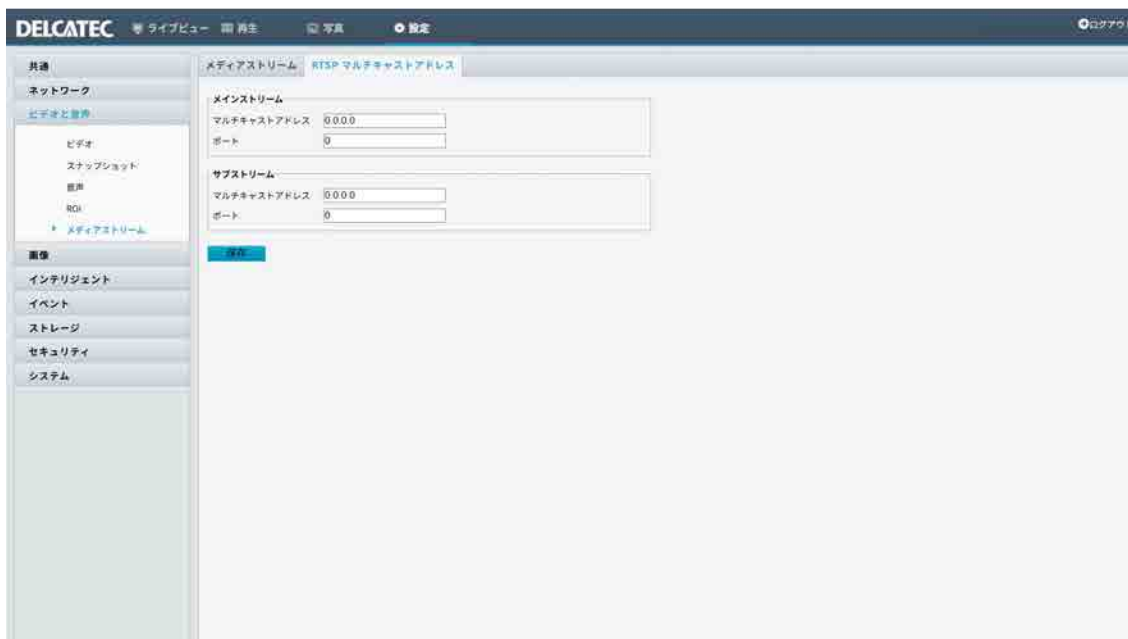 DELCATEC ライブビュー 再生 写真 設定 ログアウト
共通
ネットワーク
ビデオと音声
ビデオ
スナップショット
音声
ROI
メディアストリーム
画像
インテリジェント
イベント
ストレージ
セキュリティ
システム
メディアストリーム RTSP マルチキャストアドレス
メインストリーム
マルチキャストアドレス 0.0.0.0
ポート 0
サブストリーム
マルチキャストアドレス 0.0.0.0
ポート 0
保存